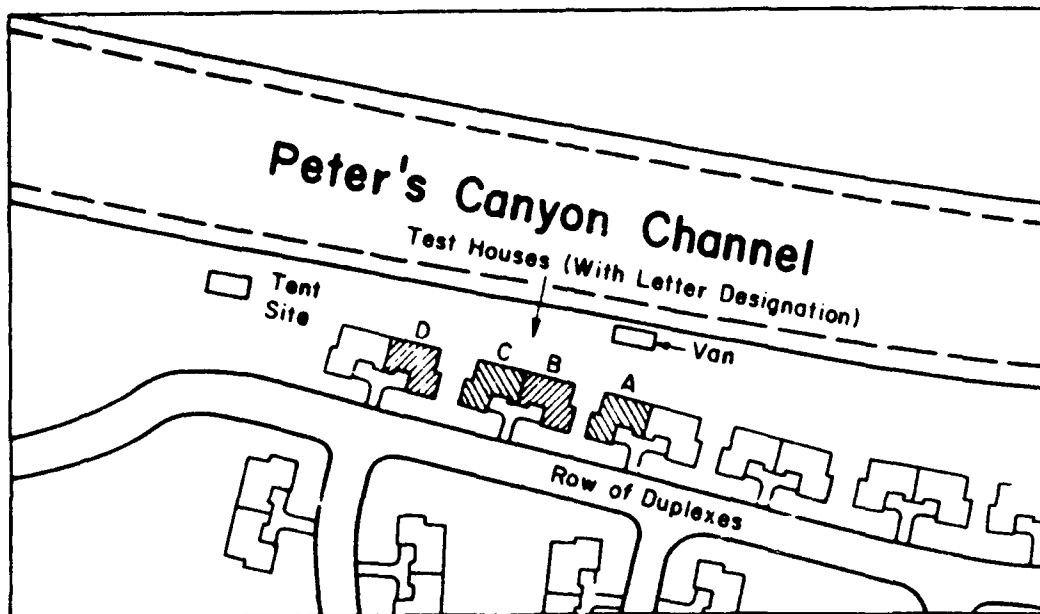 Peter's Canyon Channel
Test Houses (With Letter Designation)
Tent
Site
Van
D
C
B
A
Row of Duplexes